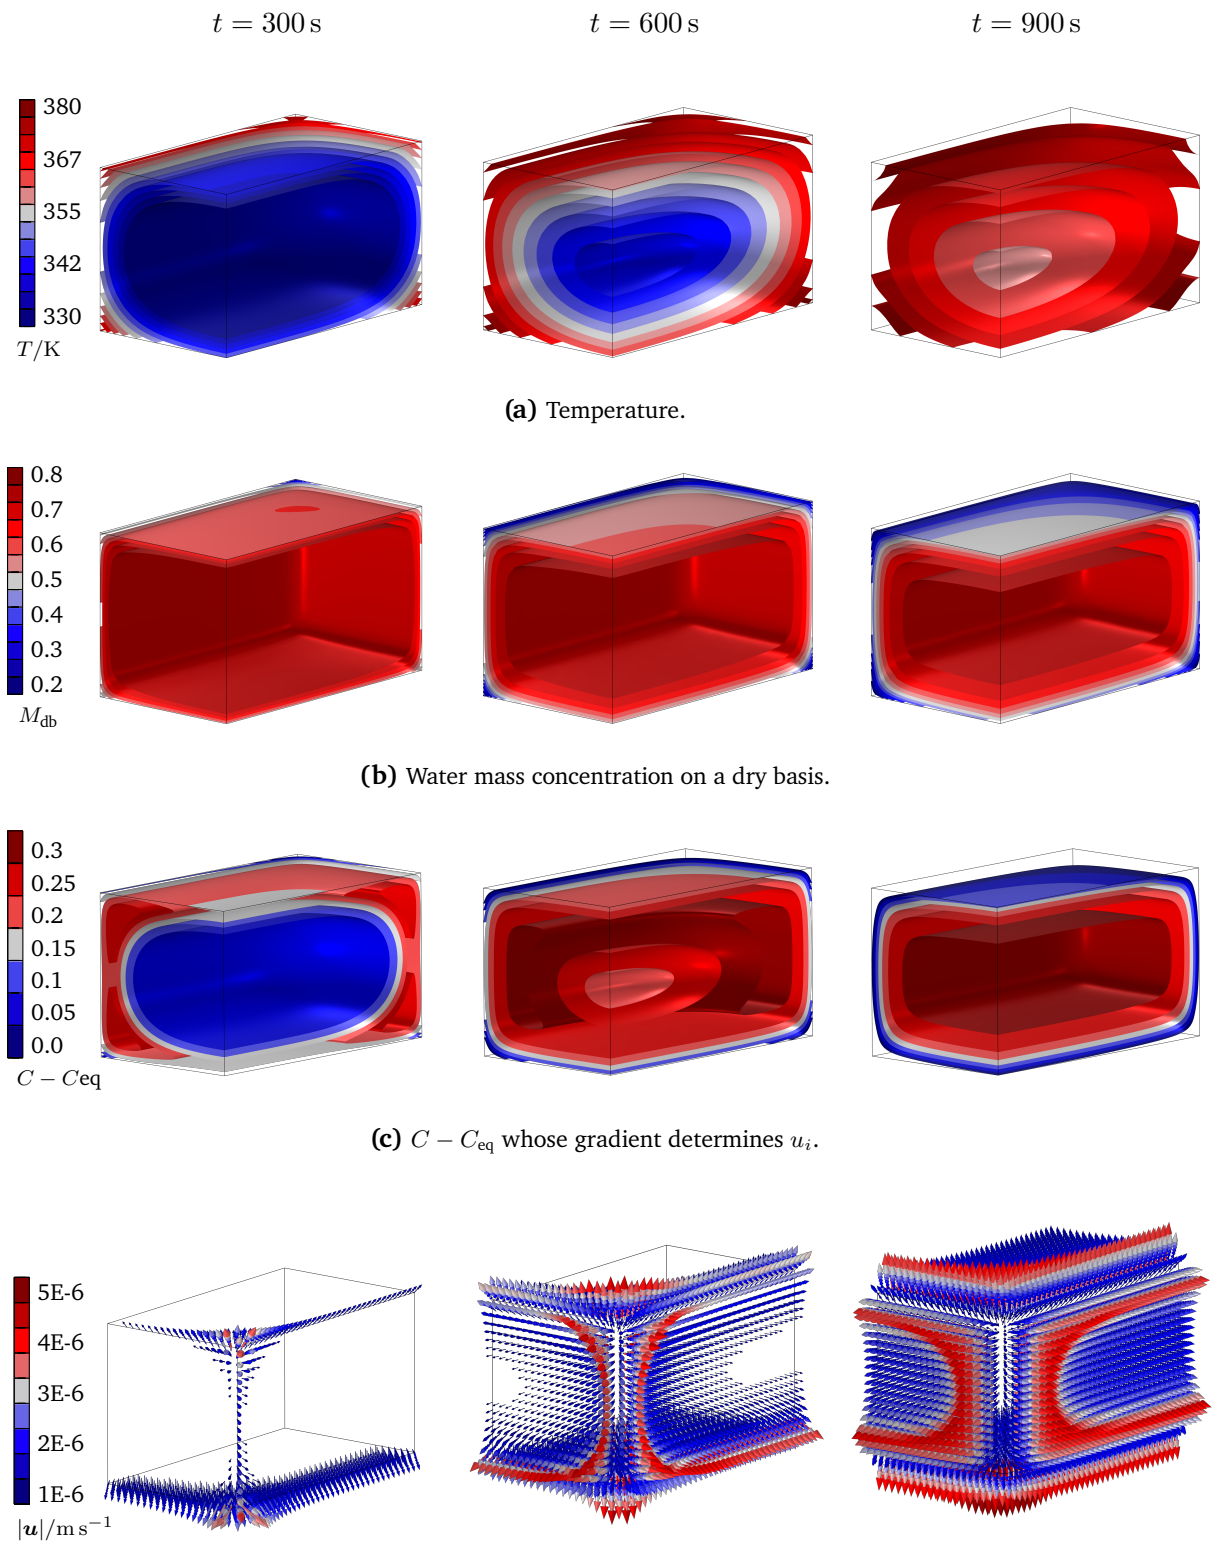 t = 300 s t = 600 s t = 900 s
380
367
355
342
330
T/K
(a) Temperature.
0.8
0.7
0.6
0.5
0.4
0.3
0.2
M_db
(b) Water mass concentration on a dry basis.
0.3
0.25
0.2
0.15
0.1
0.05
0.0
C − Ceq
(c) C − C_eq whose gradient determines u_i.
5E-6
4E-6
3E-6
2E-6
1E-6
|u|/m s⁻¹